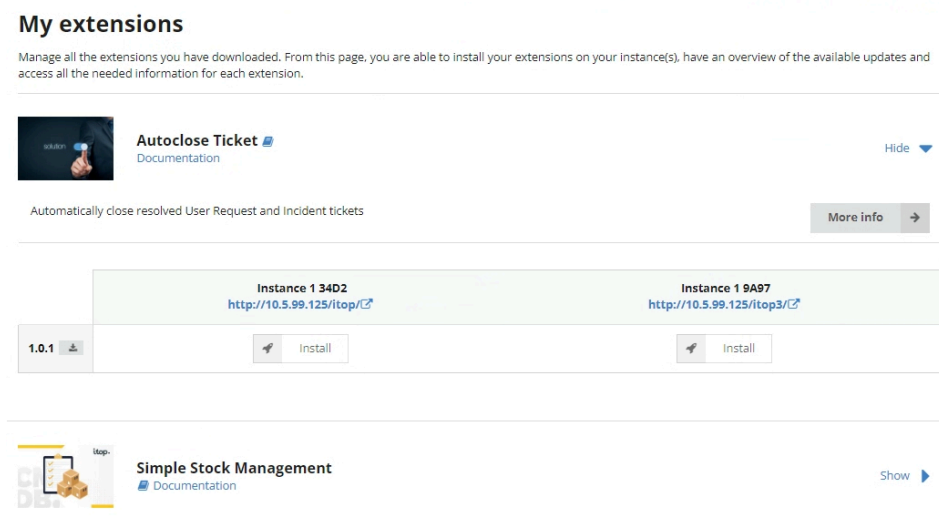 My extensions
Manage all the extensions you have downloaded. From this page, you are able to install your extensions on your instance(s), have an overview of the available updates and
access all the needed information for each extension.
solution
Autoclose Ticket
Documentation
Hide
Automatically close resolved User Request and Incident tickets
More info
Instance 1 34D2
Instance 1 9A97
http://10.5.99.125/itop/
http://10.5.99.125/itop3/
1.0.1
Install
Install
itop.
CM
DB.
Simple Stock Management
Documentation
Show